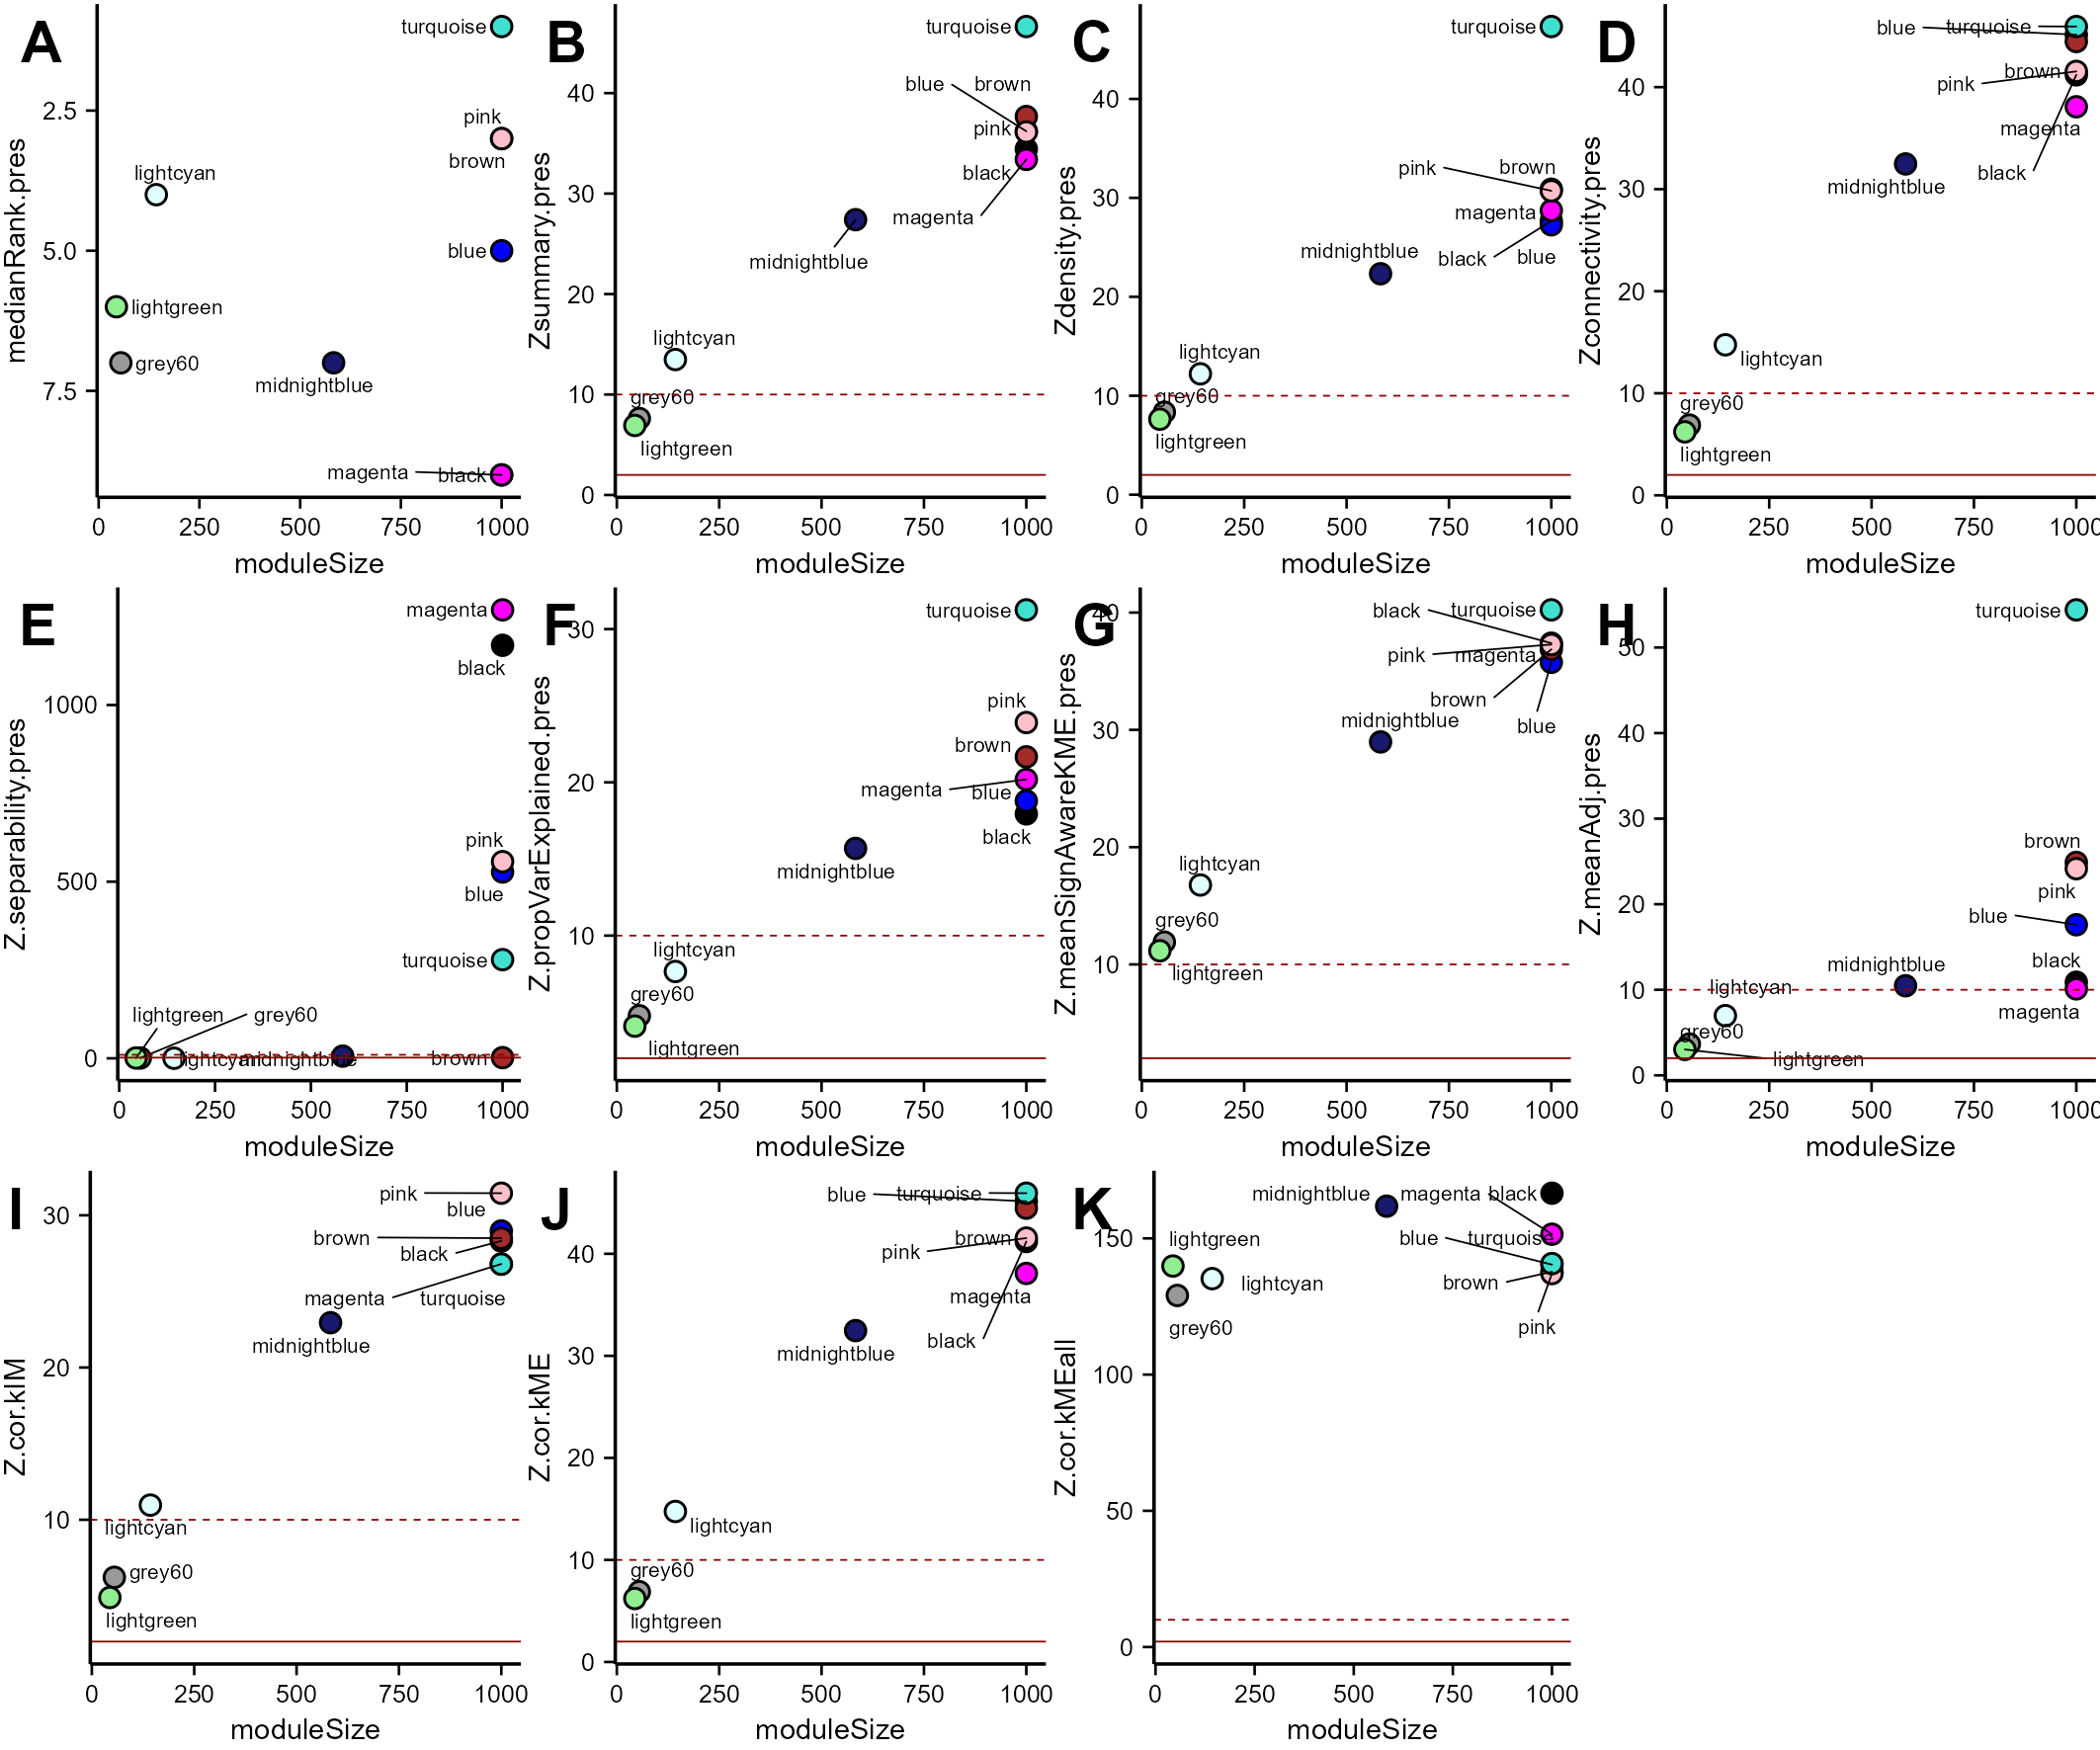 A
turquoise
pink
brown
lightcyan
blue
lightgreen
grey60
midnightblue
magenta
black
2.5
5.0
7.5
0
250
500
750
1000
medianRank.pres
moduleSize
B
turquoise
blue
brown
pink
black
magenta
midnightblue
lightcyan
grey60
lightgreen
40
30
20
10
0
0
250
500
750
1000
Zsummary.pres
moduleSize
C
turquoise
pink
brown
magenta
black
blue
midnightblue
lightcyan
grey60
lightgreen
40
30
20
10
0
0
250
500
750
1000
Zdensity.pres
moduleSize
D
blue
turquoise
brown
pink
magenta
black
midnightblue
lightcyan
grey60
lightgreen
40
30
20
10
0
0
250
500
750
1000
Zconnectivity.pres
moduleSize
E
magenta
black
pink
blue
turquoise
lightgreen
grey60
lightcyan
midnightblue
brown
1000
500
0
0
250
500
750
1000
Z.separability.pres
moduleSize
F
turquoise
pink
brown
magenta
blue
black
midnightblue
lightcyan
grey60
lightgreen
30
20
10
0
250
500
750
1000
Z.propVarExplained.pres
moduleSize
G
black
turquoise
pink
magenta
brown
blue
midnightblue
lightcyan
grey60
lightgreen
40
30
20
10
0
250
500
750
1000
Z.meanSignAwareKME.pres
moduleSize
H
turquoise
brown
pink
blue
black
midnightblue
lightcyan
magenta
grey60
lightgreen
50
40
30
20
10
0
0
250
500
750
1000
Z.meanAdj.pres
moduleSize
I
pink
blue
brown
black
magenta
turquoise
midnightblue
lightcyan
grey60
lightgreen
30
20
10
0
250
500
750
1000
Z.cor.kIM
moduleSize
J
blue
turquoise
brown
pink
magenta
black
midnightblue
lightcyan
grey60
lightgreen
40
30
20
10
0
0
250
500
750
1000
Z.cor.kME
moduleSize
K
midnightblue
magenta
black
lightgreen
blue
turquoise
lightcyan
brown
grey60
pink
150
100
50
0
0
250
500
750
1000
Z.cor.kMEall
moduleSize